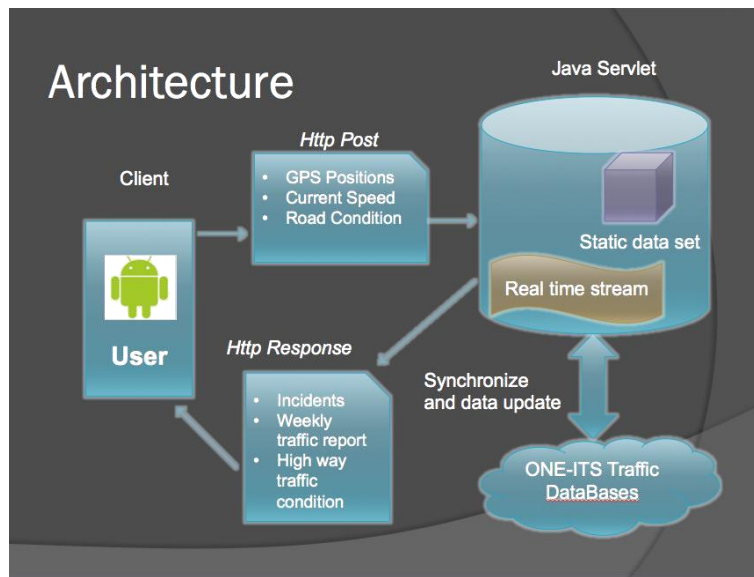 Architecture
Java Servlet
Http Post
Client
• GPS Positions
• Current Speed
• Road Condition
Static data set
Real time stream
User
Http Response
• Incidents
• Weekly
traffic report
• High way
traffic
condition
Synchronize
and data update
ONE-ITS Traffic
DataBases